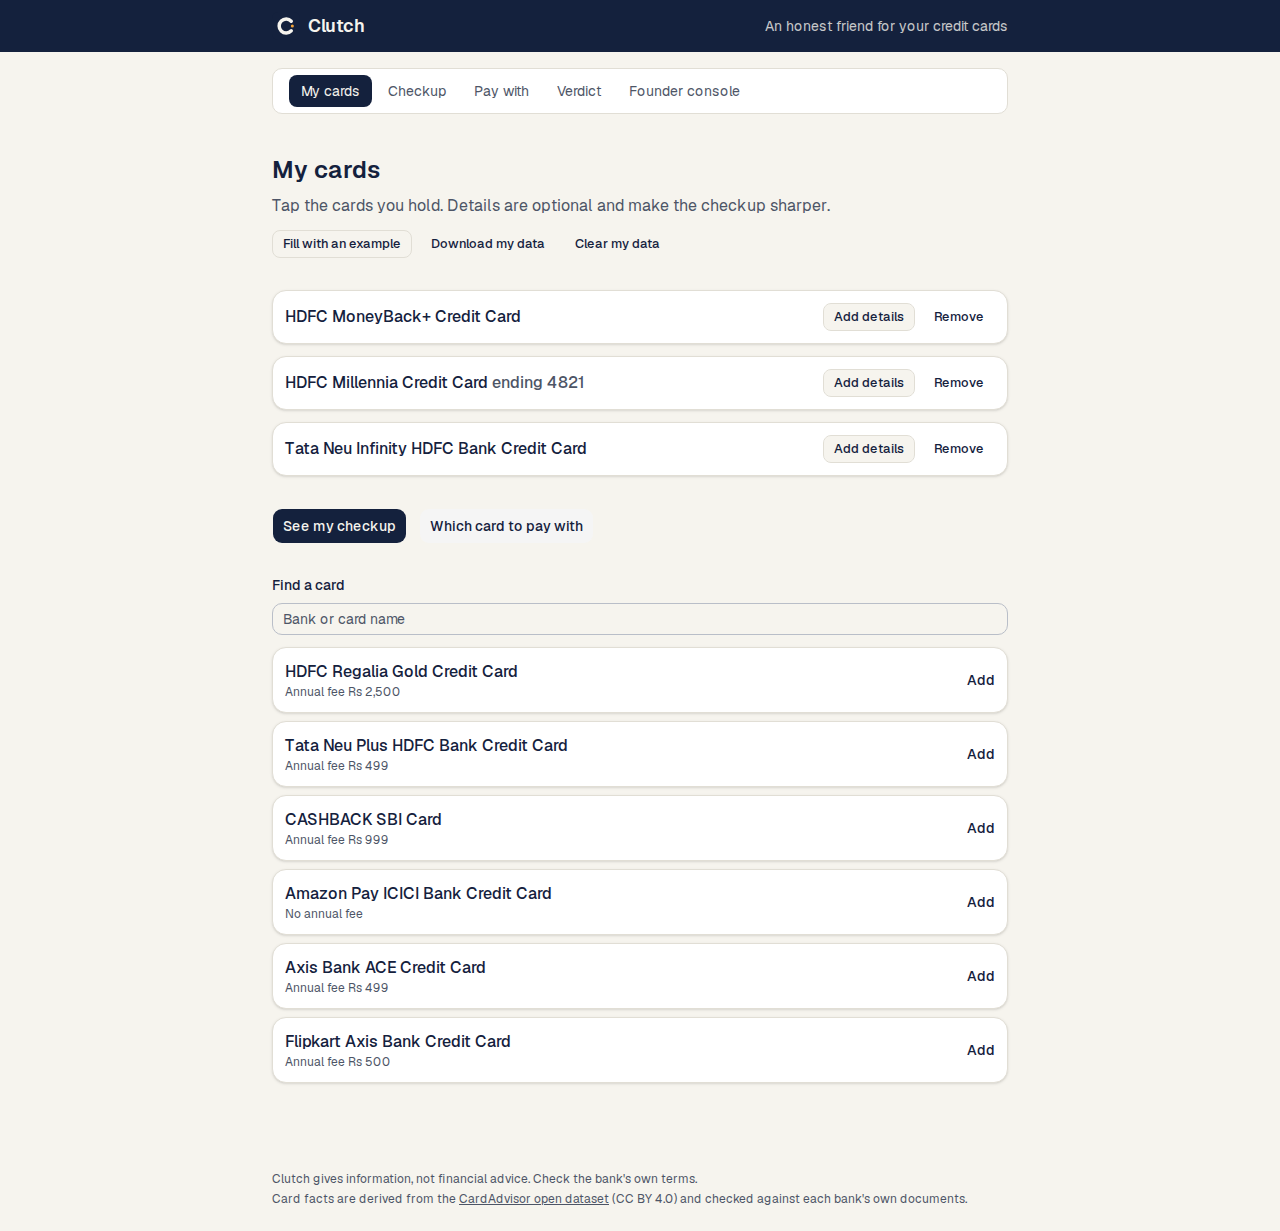 Clutch
An honest friend for your credit cards
My cards
Checkup
Pay with
Verdict
Founder console
My cards
Tap the cards you hold. Details are optional and make the checkup sharper.
Fill with an example
Download my data
Clear my data
HDFC MoneyBack+ Credit Card
Add details
Remove
HDFC Millennia Credit Card ending 4821
Add details
Remove
Tata Neu Infinity HDFC Bank Credit Card
Add details
Remove
See my checkup
Which card to pay with
Find a card
Bank or card name
HDFC Regalia Gold Credit Card
Annual fee Rs 2,500
Add
Tata Neu Plus HDFC Bank Credit Card
Annual fee Rs 499
Add
CASHBACK SBI Card
Annual fee Rs 999
Add
Amazon Pay ICICI Bank Credit Card
No annual fee
Add
Axis Bank ACE Credit Card
Annual fee Rs 499
Add
Flipkart Axis Bank Credit Card
Annual fee Rs 500
Add
Clutch gives information, not financial advice. Check the bank's own terms.
Card facts are derived from the CardAdvisor open dataset (CC BY 4.0) and checked against each bank's own documents.